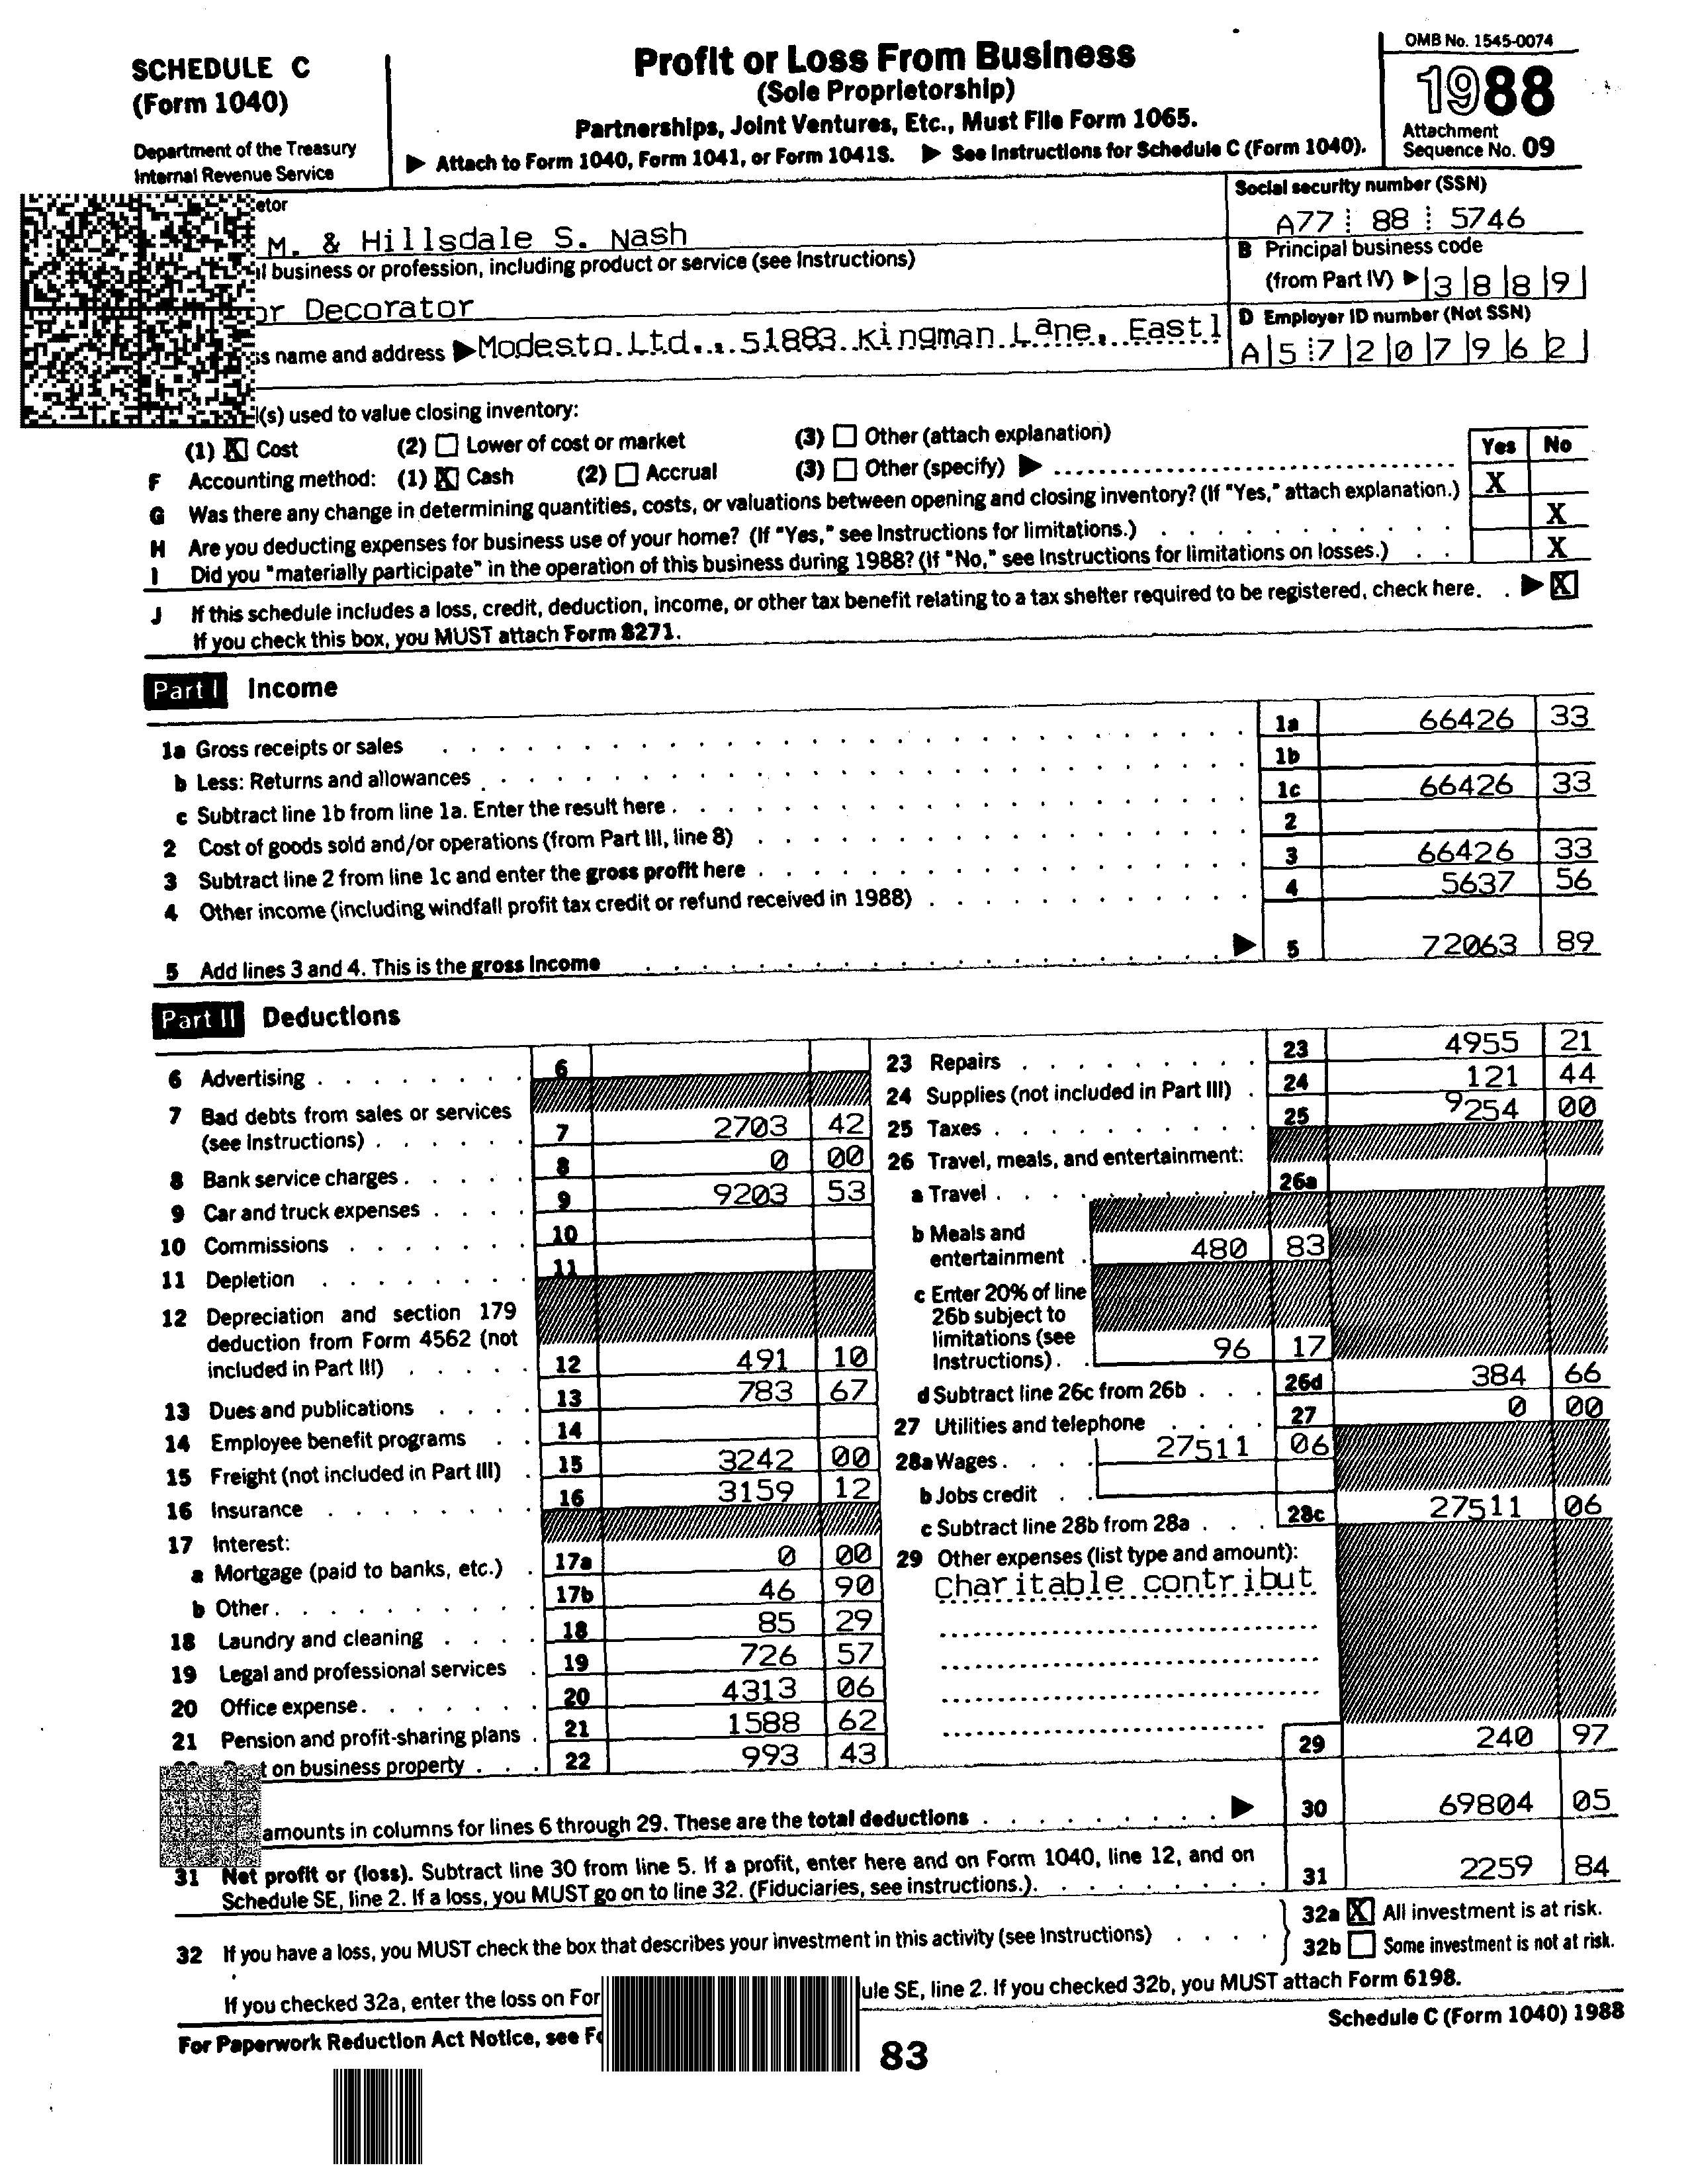 SCHEDULE C
(Form 1040)
Department of the Treasury
Internal Revenue Service
Profit or Loss From Business
(Sole Proprietorship)
Partnerships, Joint Ventures, Etc., Must File Form 1065.
▶ Attach to Form 1040, Form 1041, or Form 1041S. ▶ See Instructions for Schedule C (Form 1040).
OMB No. 1545-0074
1988
Attachment
Sequence No. 09
etor
M. & Hillsdale S. Nash
Social security number (SSN)
A77 88 5746
il business or profession, including product or service (see Instructions)
or Decorator
B Principal business code
(from Part IV) ▶ 3 8 8 9
ss name and address ▶ Modesto Ltd., 51883 Kingman Lane, Eastl
D Employer ID number (Not SSN)
A 5 7 2 0 7 9 6 2
(s) used to value closing inventory:
(1) X Cost (2) Lower of cost or market (3) Other (attach explanation)
Yes No
F Accounting method: (1) X Cash (2) Accrual (3) Other (specify) ▶
G Was there any change in determining quantities, costs, or valuations between opening and closing inventory? (If "Yes," attach explanation.) X
H Are you deducting expenses for business use of your home? (If "Yes," see Instructions for limitations.) X
I Did you "materially participate" in the operation of this business during 1988? (If "No," see Instructions for limitations on losses.) X
J If this schedule includes a loss, credit, deduction, income, or other tax benefit relating to a tax shelter required to be registered, check here. ▶ X
If you check this box, you MUST attach Form 8271.
Part I Income
1a Gross receipts or sales 1a 66426 33
b Less: Returns and allowances 1b
c Subtract line 1b from line 1a. Enter the result here 1c 66426 33
2 Cost of goods sold and/or operations (from Part III, line 8) 2
3 Subtract line 2 from line 1c and enter the gross profit here 3 66426 33
4 Other income (including windfall profit tax credit or refund received in 1988) 4 5637 56
5 Add lines 3 and 4. This is the gross income ▶ 5 72063 89
Part II Deductions
6 Advertising 6
7 Bad debts from sales or services
(see Instructions) 7 2703 42
8 Bank service charges 8 0 00
9 Car and truck expenses 9 9203 53
10 Commissions 10
11 Depletion 11
12 Depreciation and section 179
deduction from Form 4562 (not
included in Part III) 12 491 10
13 Dues and publications 13 783 67
14 Employee benefit programs 14
15 Freight (not included in Part III) 15 3242 00
16 Insurance 16 3159 12
17 Interest:
a Mortgage (paid to banks, etc.) 17a 0 00
b Other 17b 46 90
18 Laundry and cleaning 18 85 29
19 Legal and professional services 19 726 57
20 Office expense 20 4313 06
21 Pension and profit-sharing plans 21 1588 62
t on business property 22 993 43
23 Repairs 23 4955 21
24 Supplies (not included in Part III) 24 121 44
25 Taxes 25 9254 00
26 Travel, meals, and entertainment:
a Travel 26a
b Meals and
entertainment 480 83
c Enter 20% of line
26b subject to
limitations (see
Instructions) 96 17
d Subtract line 26c from 26b 26d 384 66
27 Utilities and telephone 27 0 00
28a Wages 27511 06
b Jobs credit
c Subtract line 28b from 28a 28c 27511 06
29 Other expenses (list type and amount):
Charitable contribut
29 240 97
amounts in columns for lines 6 through 29. These are the total deductions ▶ 30 69804 05
31 Net profit or (loss). Subtract line 30 from line 5. If a profit, enter here and on Form 1040, line 12, and on
Schedule SE, line 2. If a loss, you MUST go on to line 32. (Fiduciaries, see instructions.) 31 2259 84
32 If you have a loss, you MUST check the box that describes your investment in this activity (see Instructions)
32a X All investment is at risk.
32b Some investment is not at risk.
If you checked 32a, enter the loss on For ule SE, line 2. If you checked 32b, you MUST attach Form 6198.
For Paperwork Reduction Act Notice, see Fo
Schedule C (Form 1040) 1988
83